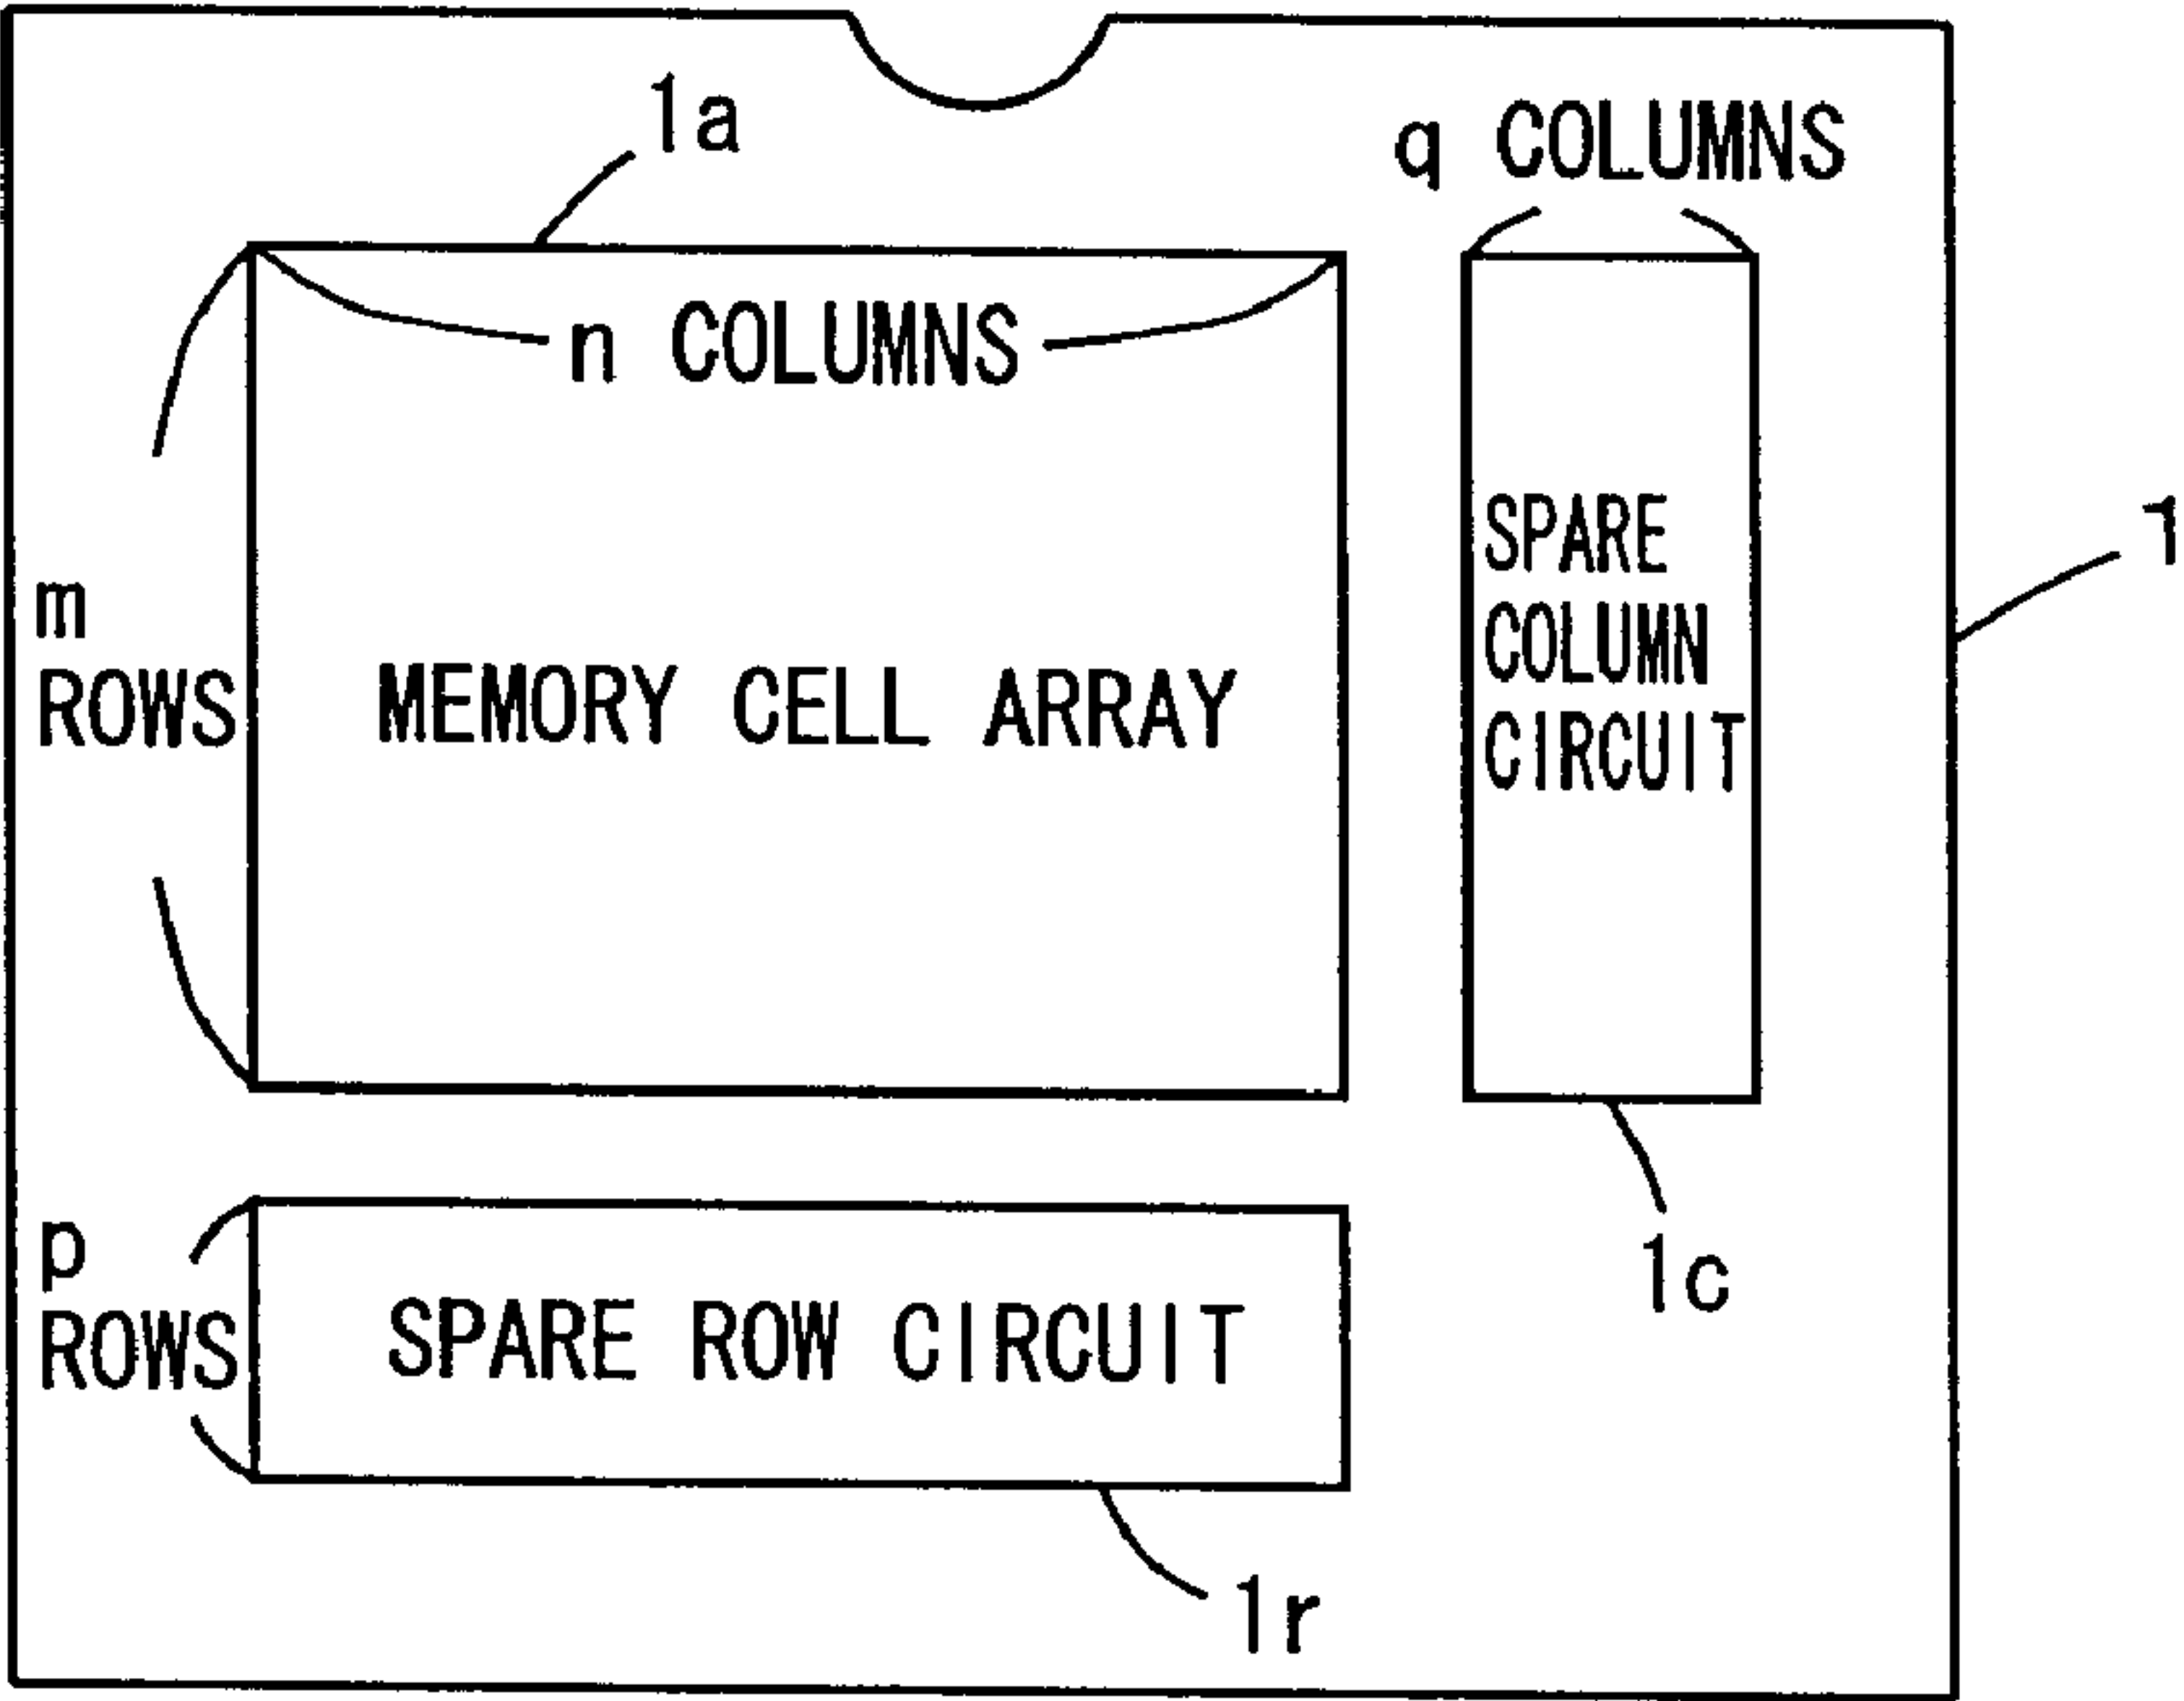 1a
q COLUMNS
n COLUMNS
SPARE
COLUMN
CIRCUIT
1
m
ROWS
MEMORY CELL ARRAY
p
ROWS
SPARE ROW CIRCUIT
1c
1r